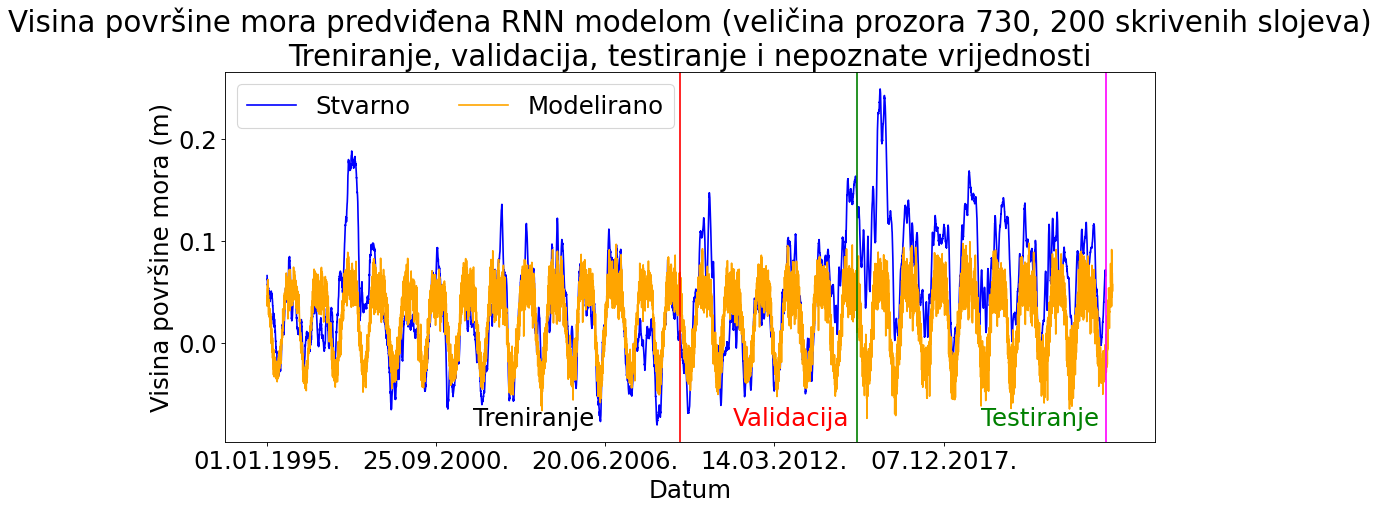 Visina površine mora predviđena RNN modelom (veličina prozora 730, 200 skrivenih slojeva)
Treniranje, validacija, testiranje i nepoznate vrijednosti
Stvarno
Modelirano
Visina površine mora (m)
0.2
0.1
0.0
Treniranje
Validacija
Testiranje
01.01.1995.
25.09.2000.
20.06.2006.
14.03.2012.
07.12.2017.
Datum